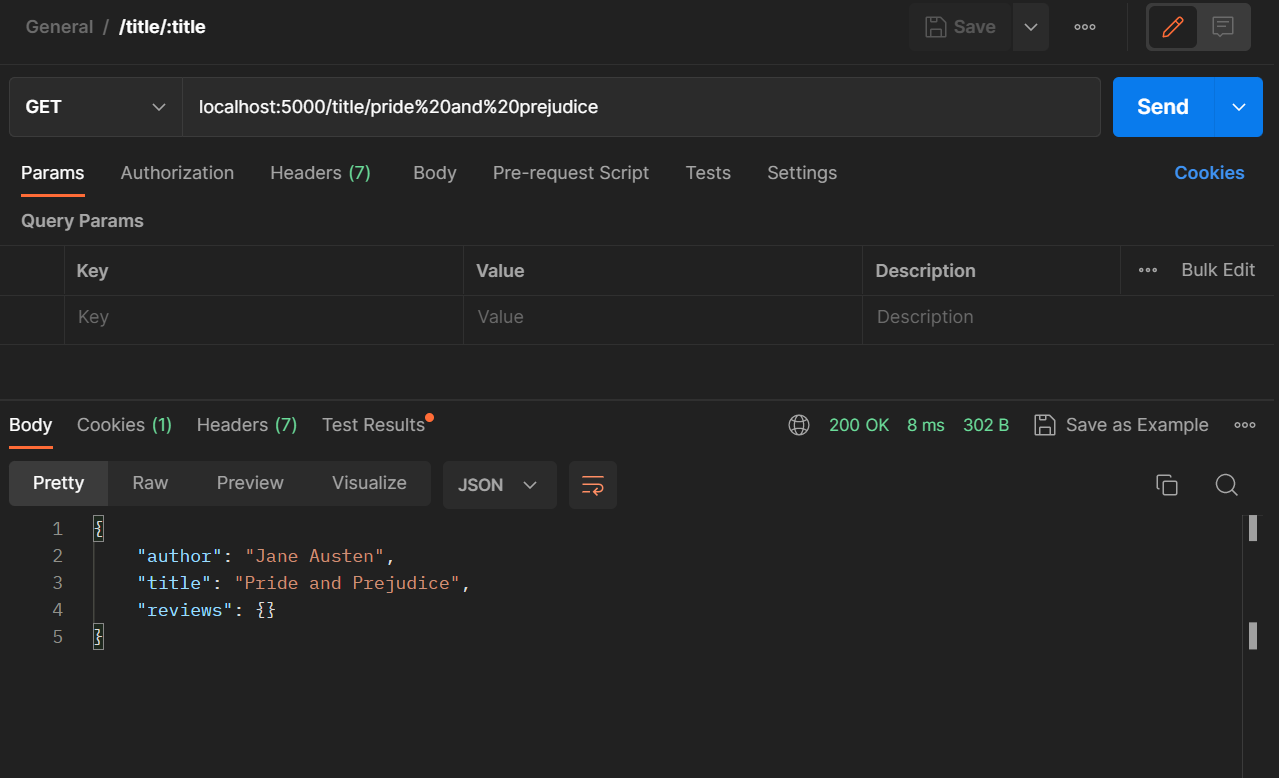 General / /title/:title Save
GET localhost:5000/title/pride%20and%20prejudice Send
Params Authorization Headers (7) Body Pre-request Script Tests Settings Cookies
Query Params
Key Value Description Bulk Edit
Key Value Description
Body Cookies (1) Headers (7) Test Results 200 OK 8 ms 302 B Save as Example
Pretty Raw Preview Visualize JSON
1 {
2 "author": "Jane Austen",
3 "title": "Pride and Prejudice",
4 "reviews": {}
5 }